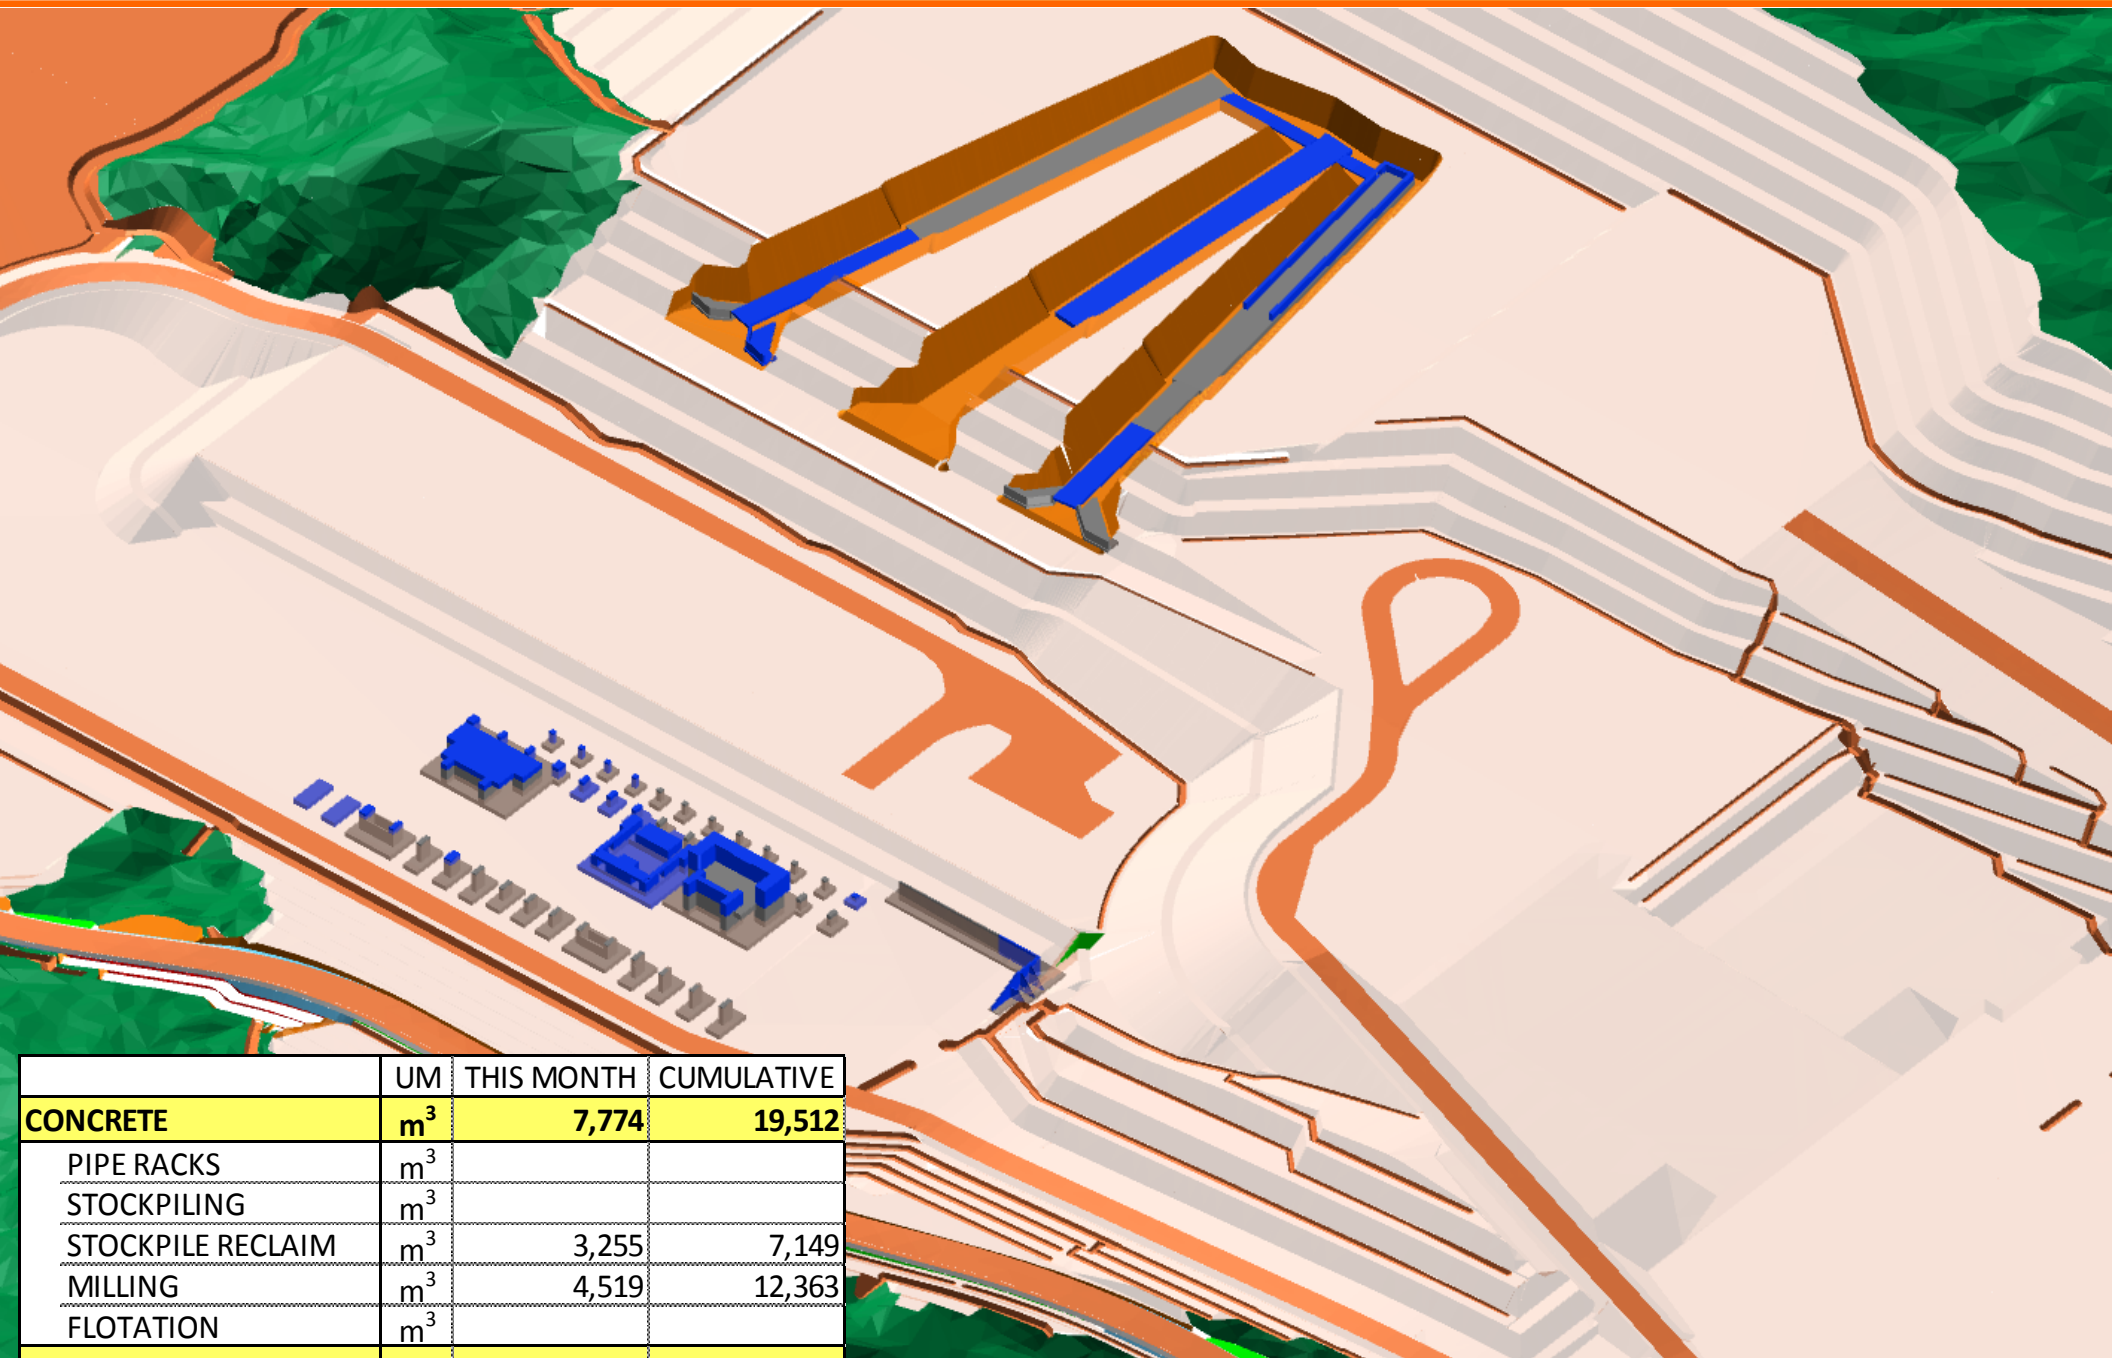 UM THIS MONTH CUMULATIVE
CONCRETE m³ 7,774 19,512
PIPE RACKS m³
STOCKPILING m³
STOCKPILE RECLAIM m³ 3,255 7,149
MILLING m³ 4,519 12,363
FLOTATION m³